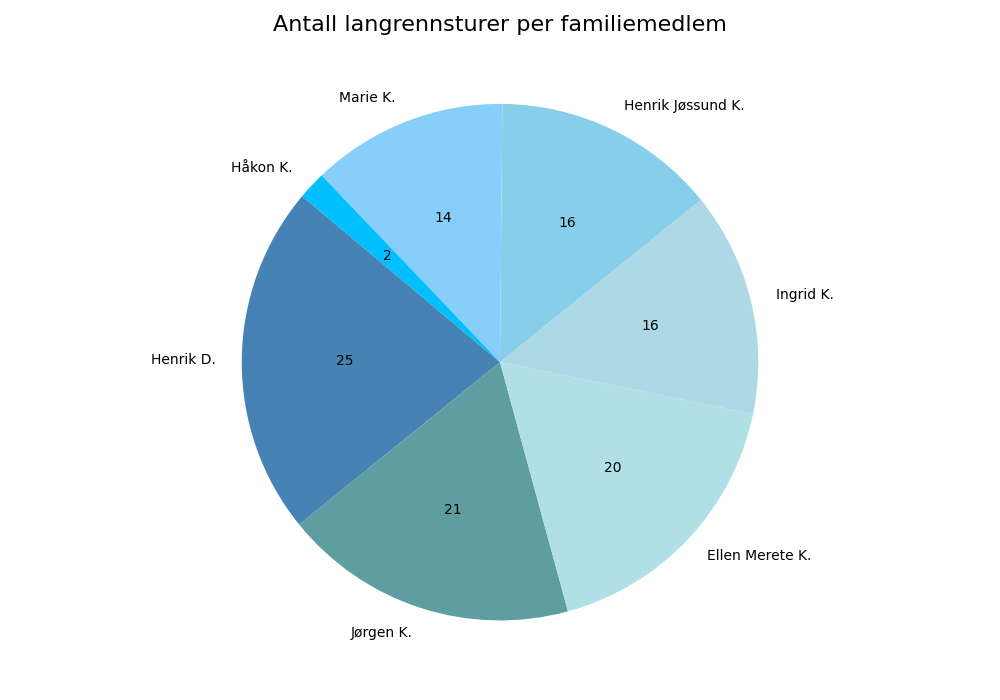 Antall langrennsturer per familiemedlem
Marie K.
Henrik Jøssund K.
Håkon K.
14
16
2
Ingrid K.
16
Henrik D.
25
20
21
Ellen Merete K.
Jørgen K.